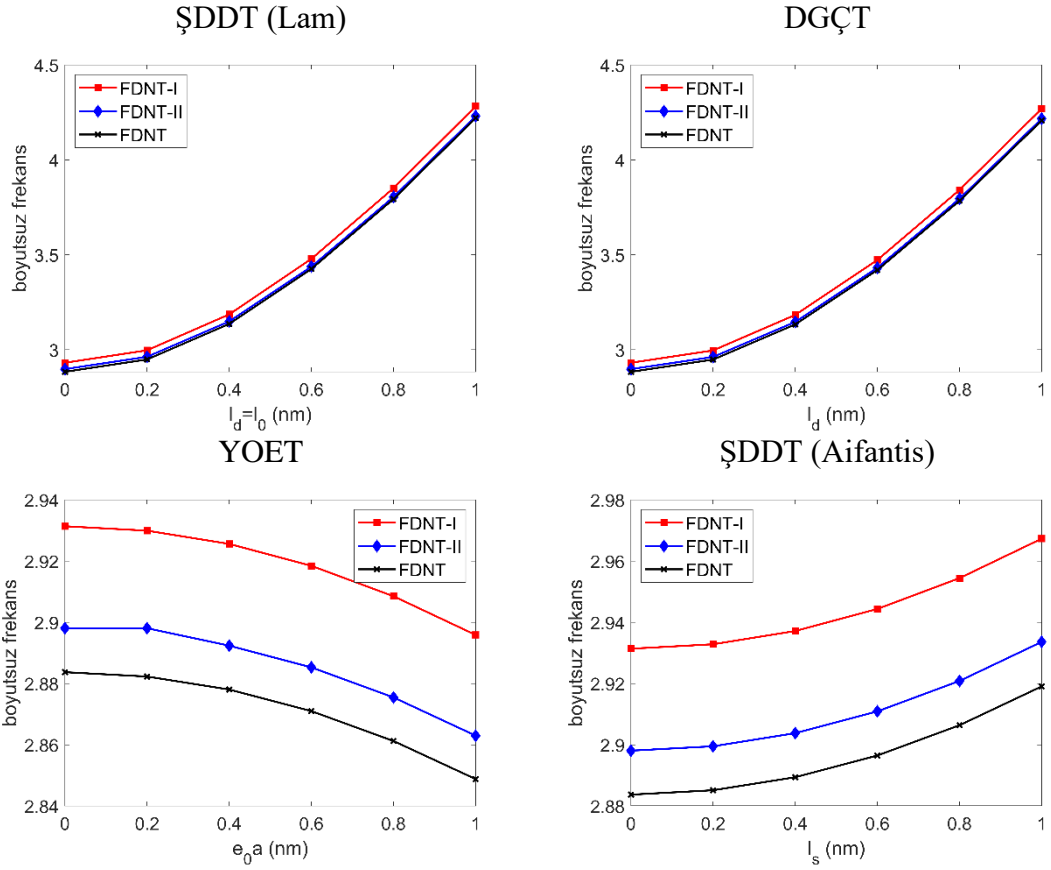 ŞDDT (Lam)
4.5
4
3.5
3
boyutsuz frekans
FDNT-I
FDNT-II
FDNT
0 0.2 0.4 0.6 0.8 1
l_d=l_0 (nm)
DGÇT
4.5
4
3.5
3
boyutsuz frekans
FDNT-I
FDNT-II
FDNT
0 0.2 0.4 0.6 0.8 1
l_d (nm)
YOET
2.94
2.92
2.9
2.88
2.86
2.84
boyutsuz frekans
FDNT-I
FDNT-II
FDNT
0 0.2 0.4 0.6 0.8 1
e_0a (nm)
ŞDDT (Aifantis)
2.98
2.96
2.94
2.92
2.9
2.88
boyutsuz frekans
FDNT-I
FDNT-II
FDNT
0 0.2 0.4 0.6 0.8 1
l_s (nm)